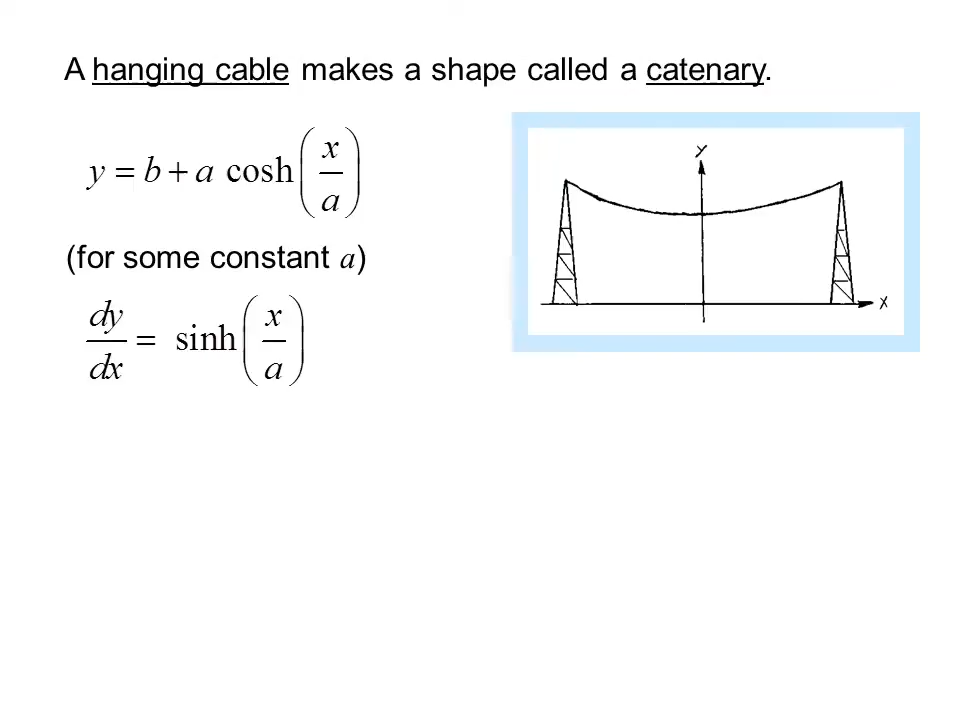 A hanging cable makes a shape called a catenary.
y = b + a cosh(x/a)
(for some constant a)
dy/dx = sinh(x/a)
Y
X